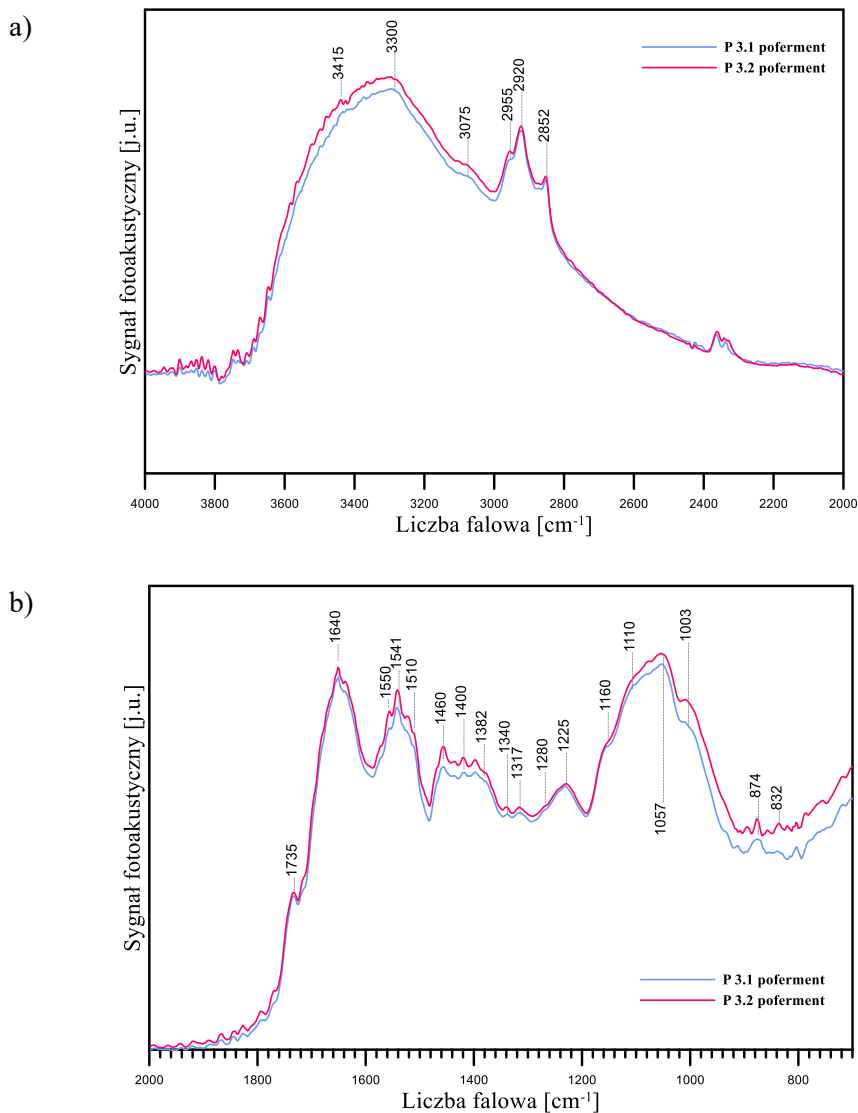 a)
Sygnał fotoakustyczny [j.u.]
3415
3300
3075
2955
2920
2852
P 3.1 poferment
P 3.2 poferment
4000 3600 3400 3200 3000 2800 2600 2400 2200 2000
Liczba falowa [cm⁻¹]
b)
Sygnał fotoakustyczny [j.u.]
1735
1640
1550
1541
1510
1460
1400
1382
1340
1317
1280
1225
1160
1110
1057
1003
874
832
P 3.1 poferment
P 3.2 poferment
2000 1800 1600 1400 1200 1000 800
Liczba falowa [cm⁻¹]